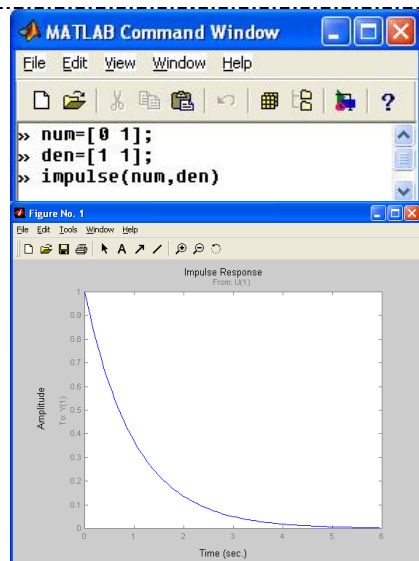 MATLAB Command Window
File Edit View Window Help
?
» num=[0 1];
» den=[1 1];
» impulse(num,den)
Figure No. 1
File Edit Tools Window Help
A
Impulse Response
From: U(1)
Amplitude
To: Y(1)
1
0.9
0.8
0.7
0.6
0.5
0.4
0.3
0.2
0.1
0
0 1 2 3 4 5 6
Time (sec.)